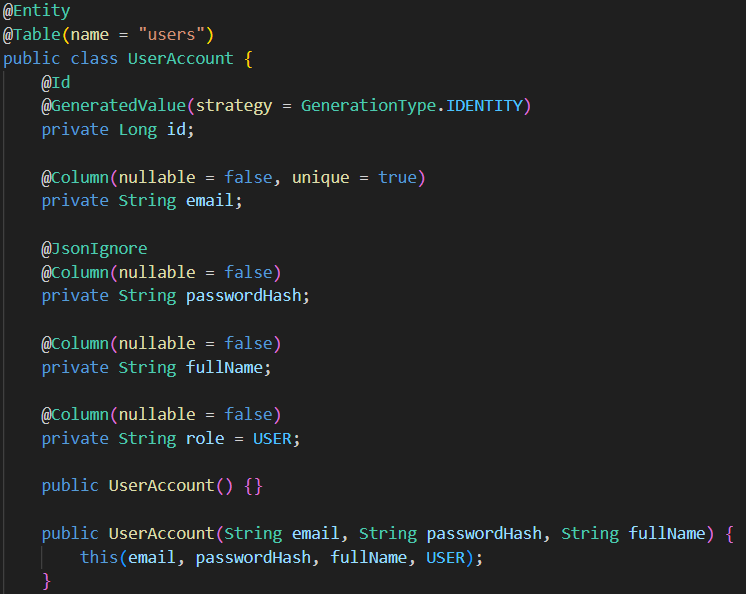 @Entity
@Table(name = "users")
public class UserAccount {
    @Id
    @GeneratedValue(strategy = GenerationType.IDENTITY)
    private Long id;

    @Column(nullable = false, unique = true)
    private String email;

    @JsonIgnore
    @Column(nullable = false)
    private String passwordHash;

    @Column(nullable = false)
    private String fullName;

    @Column(nullable = false)
    private String role = USER;

    public UserAccount() {}

    public UserAccount(String email, String passwordHash, String fullName) {
        this(email, passwordHash, fullName, USER);
    }